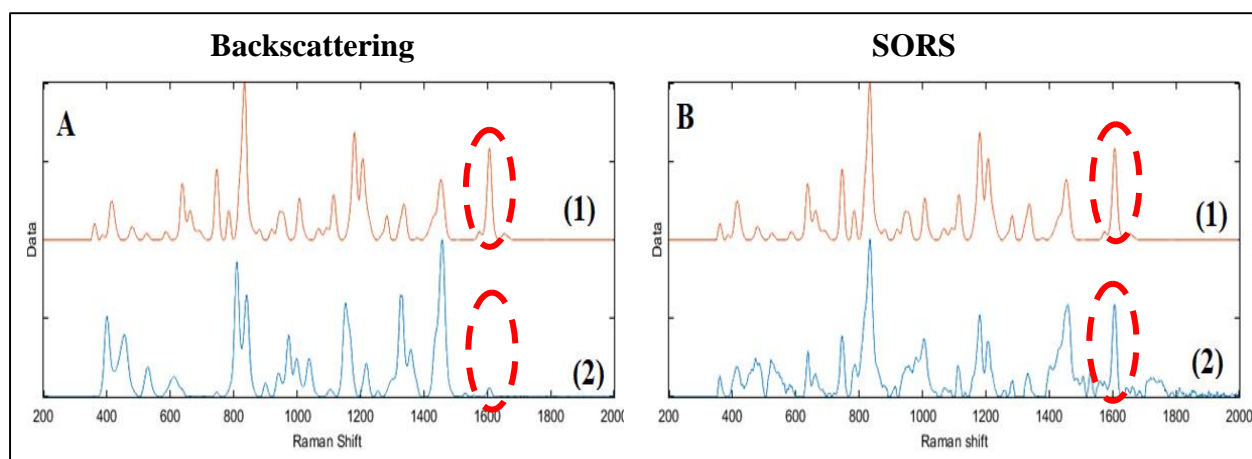 Backscattering SORS
A B
(1) (1)
Data Data
(2) (2)
200 400 600 800 1000 1200 1400 1600 1800 200 200 400 600 800 1000 1200 1400 1600 1800 2000
Raman Shift Raman shift